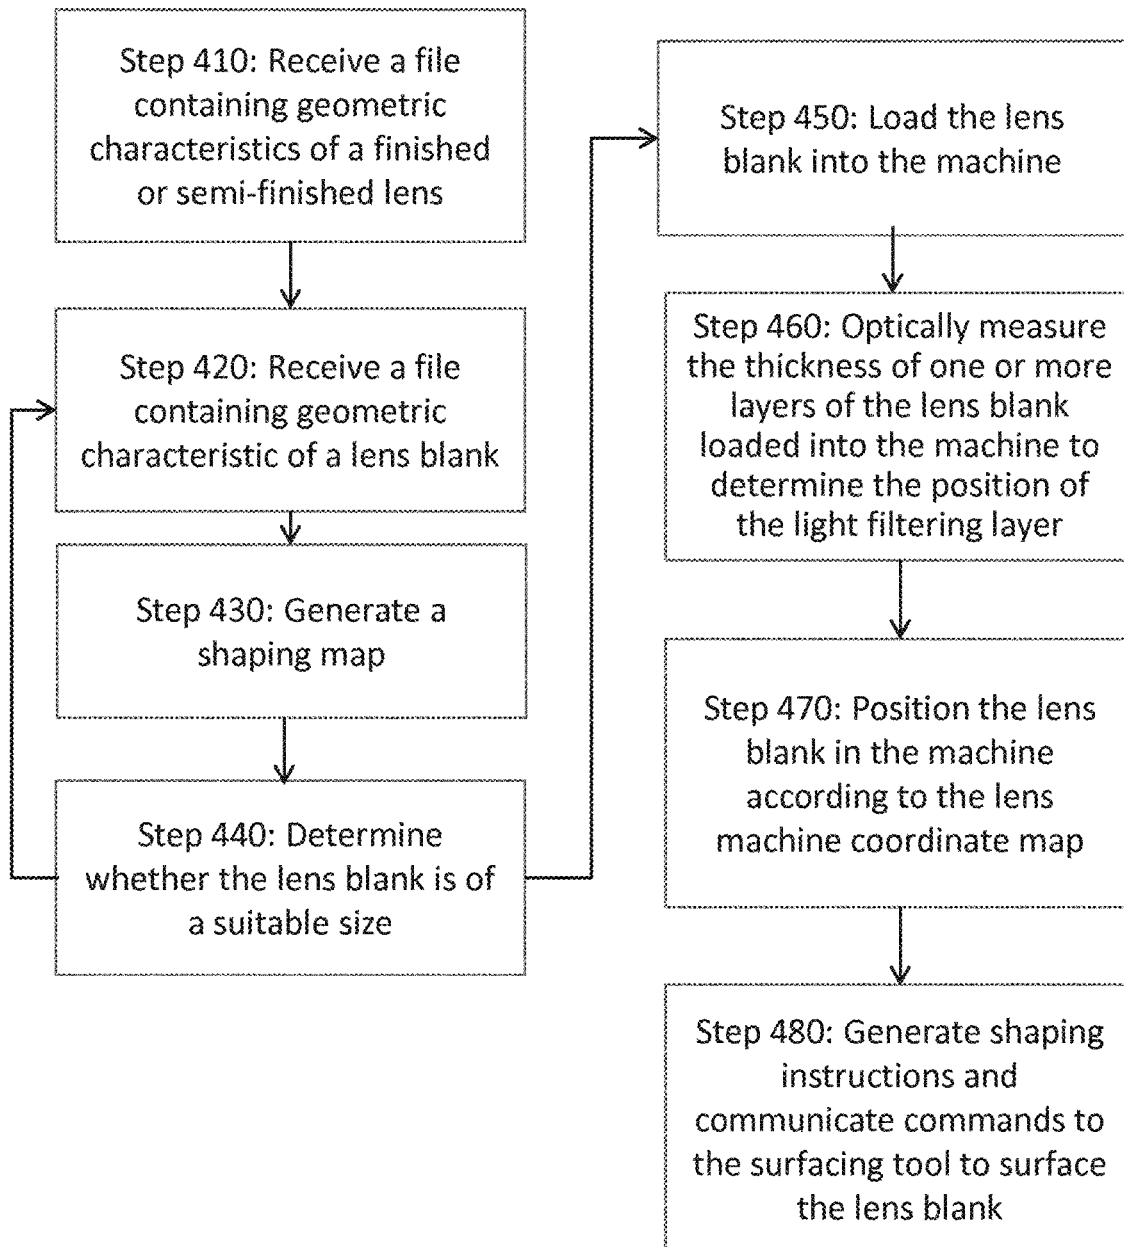 Step 410: Receive a file
containing geometric
characteristics of a finished
or semi-finished lens
Step 420: Receive a file
containing geometric
characteristic of a lens blank
Step 430: Generate a
shaping map
Step 440: Determine
whether the lens blank is of
a suitable size
Step 450: Load the lens
blank into the machine
Step 460: Optically measure
the thickness of one or more
layers of the lens blank
loaded into the machine to
determine the position of
the light filtering layer
Step 470: Position the lens
blank in the machine
according to the lens
machine coordinate map
Step 480: Generate shaping
instructions and
communicate commands to
the surfacing tool to surface
the lens blank